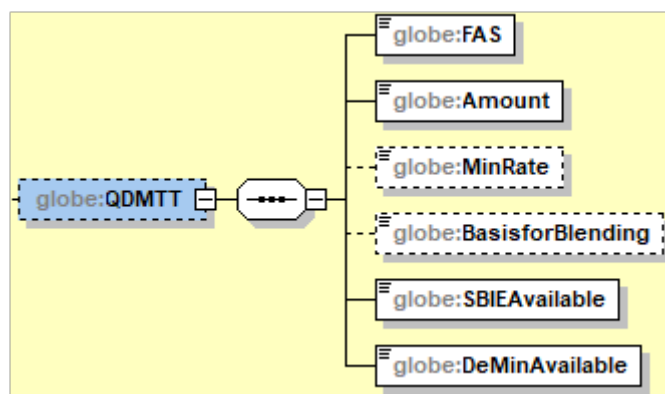 globe:FAS
globe:Amount
globe:MinRate
globe:QDMTT
globe:BasisforBlending
globe:SBIEAvailable
globe:DeMinAvailable